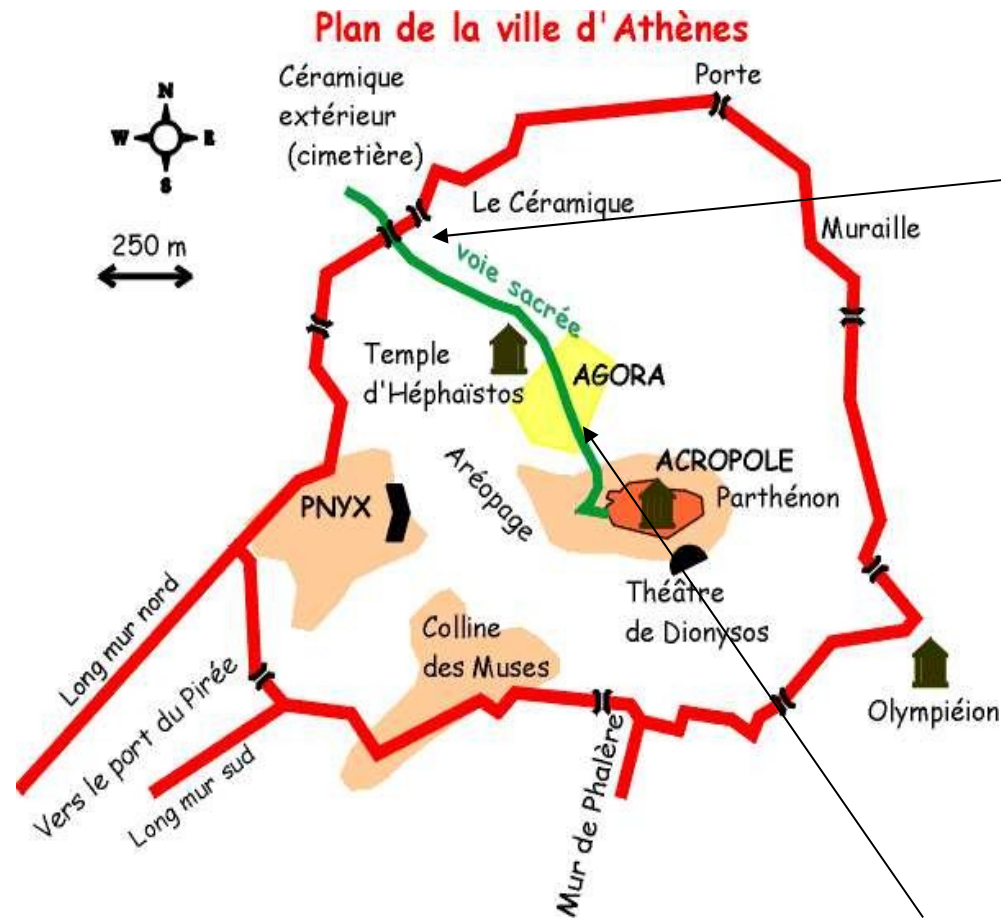 Plan de la ville d'Athènes
Céramique
extérieur
(cimetière)
Porte
N
W
E
S
Le Céramique
Muraille
250 m
voie sacrée
Temple
d'Héphaïstos
AGORA
Aréopage
ACROPOLE
Parthénon
PNYX
Théâtre
de Dionysos
Colline
des Muses
Long mur nord
Vers le port du Pirée
Long mur sud
Mur de Phalère
Olympiéion